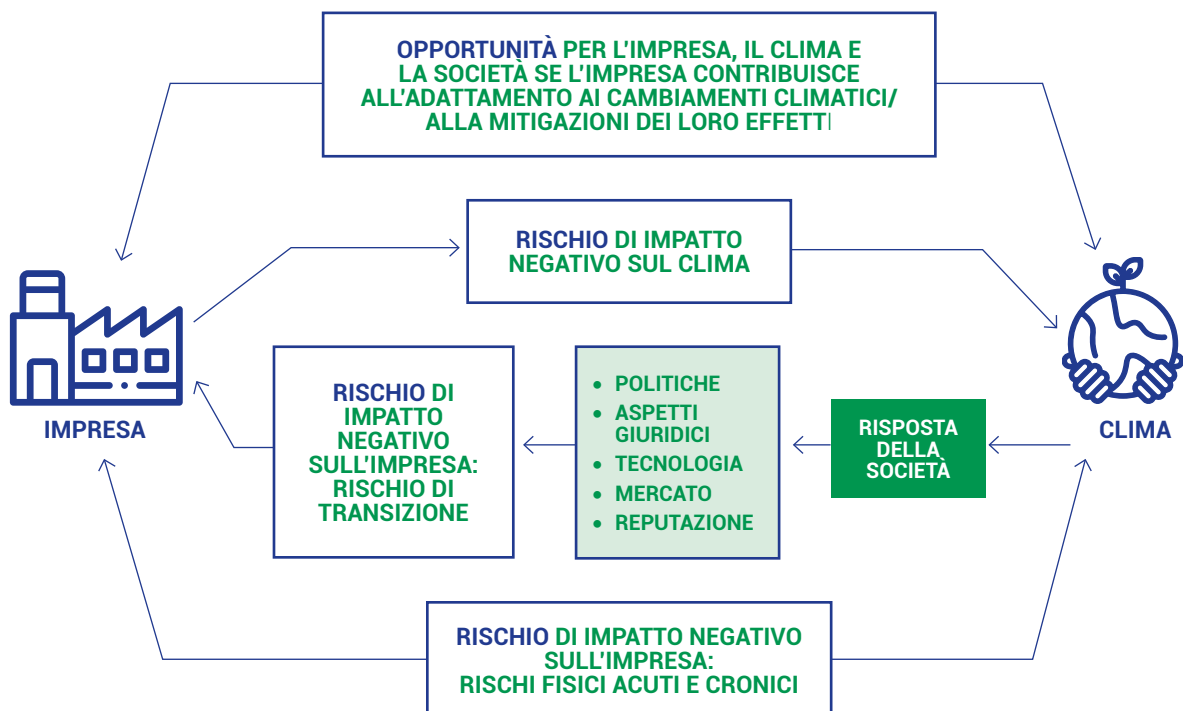 OPPORTUNITÀ PER L'IMPRESA, IL CLIMA E
LA SOCIETÀ SE L'IMPRESA CONTRIBUISCE
ALL'ADATTAMENTO AI CAMBIAMENTI CLIMATICI/
ALLA MITIGAZIONI DEI LORO EFFETTI
RISCHIO DI IMPATTO
NEGATIVO SUL CLIMA
IMPRESA
RISCHIO DI
IMPATTO
NEGATIVO
SULL'IMPRESA:
RISCHIO DI
TRANSIZIONE
• POLITICHE
• ASPETTI
GIURIDICI
• TECNOLOGIA
• MERCATO
• REPUTAZIONE
RISPOSTA
DELLA
SOCIETÀ
CLIMA
RISCHIO DI IMPATTO NEGATIVO
SULL'IMPRESA:
RISCHI FISICI ACUTI E CRONICI